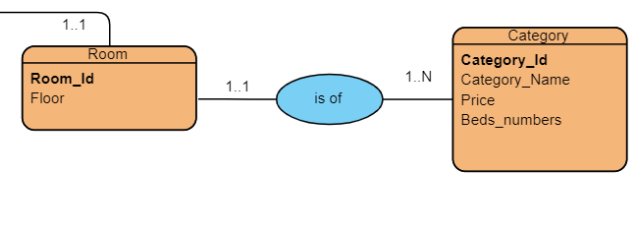 1..1
Room
Room_Id
Floor
1..1
is of
1..N
Category
Category_Id
Category_Name
Price
Beds_numbers